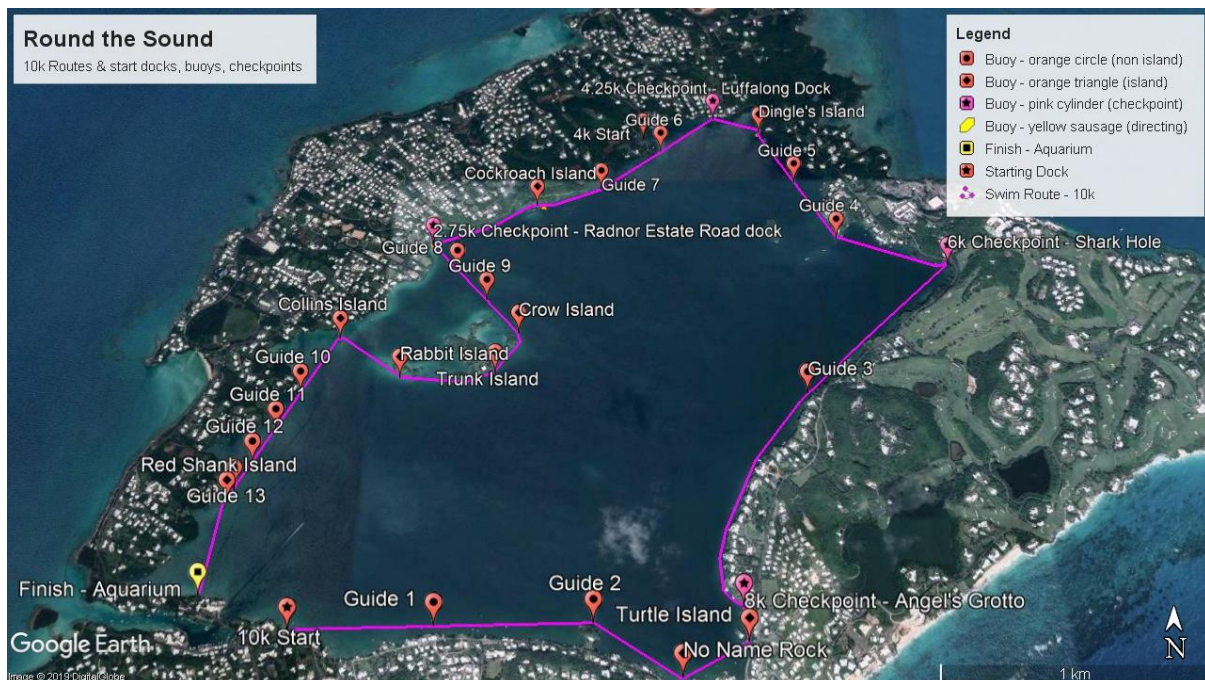 Round the Sound
10k Routes & start docks, buoys, checkpoints
Legend
Buoy - orange circle (non island)
Buoy - orange triangle (island)
Buoy - pink cylinder (checkpoint)
Buoy - yellow sausage (directing)
Finish - Aquarium
Starting Dock
Swim Route - 10k
4.25k Checkpoint - Luffalong Dock
Dingle's Island
Guide 6
4k Start
Guide 5
Cockroach Island
Guide 7
Guide 4
2.75k Checkpoint - Radnor Estate Road dock
6k Checkpoint - Shark Hole
Guide 8
Guide 9
Collins Island
Crow Island
Guide 10
Rabbit Island
Trunk Island
Guide 3
Guide 11
Guide 12
Red Shank Island
Guide 13
Finish - Aquarium
Guide 1
Guide 2
8k Checkpoint - Angel's Grotto
Turtle Island
10k Start
No Name Rock
Google Earth
N
Image © 2019 DigitalGlobe
1 km